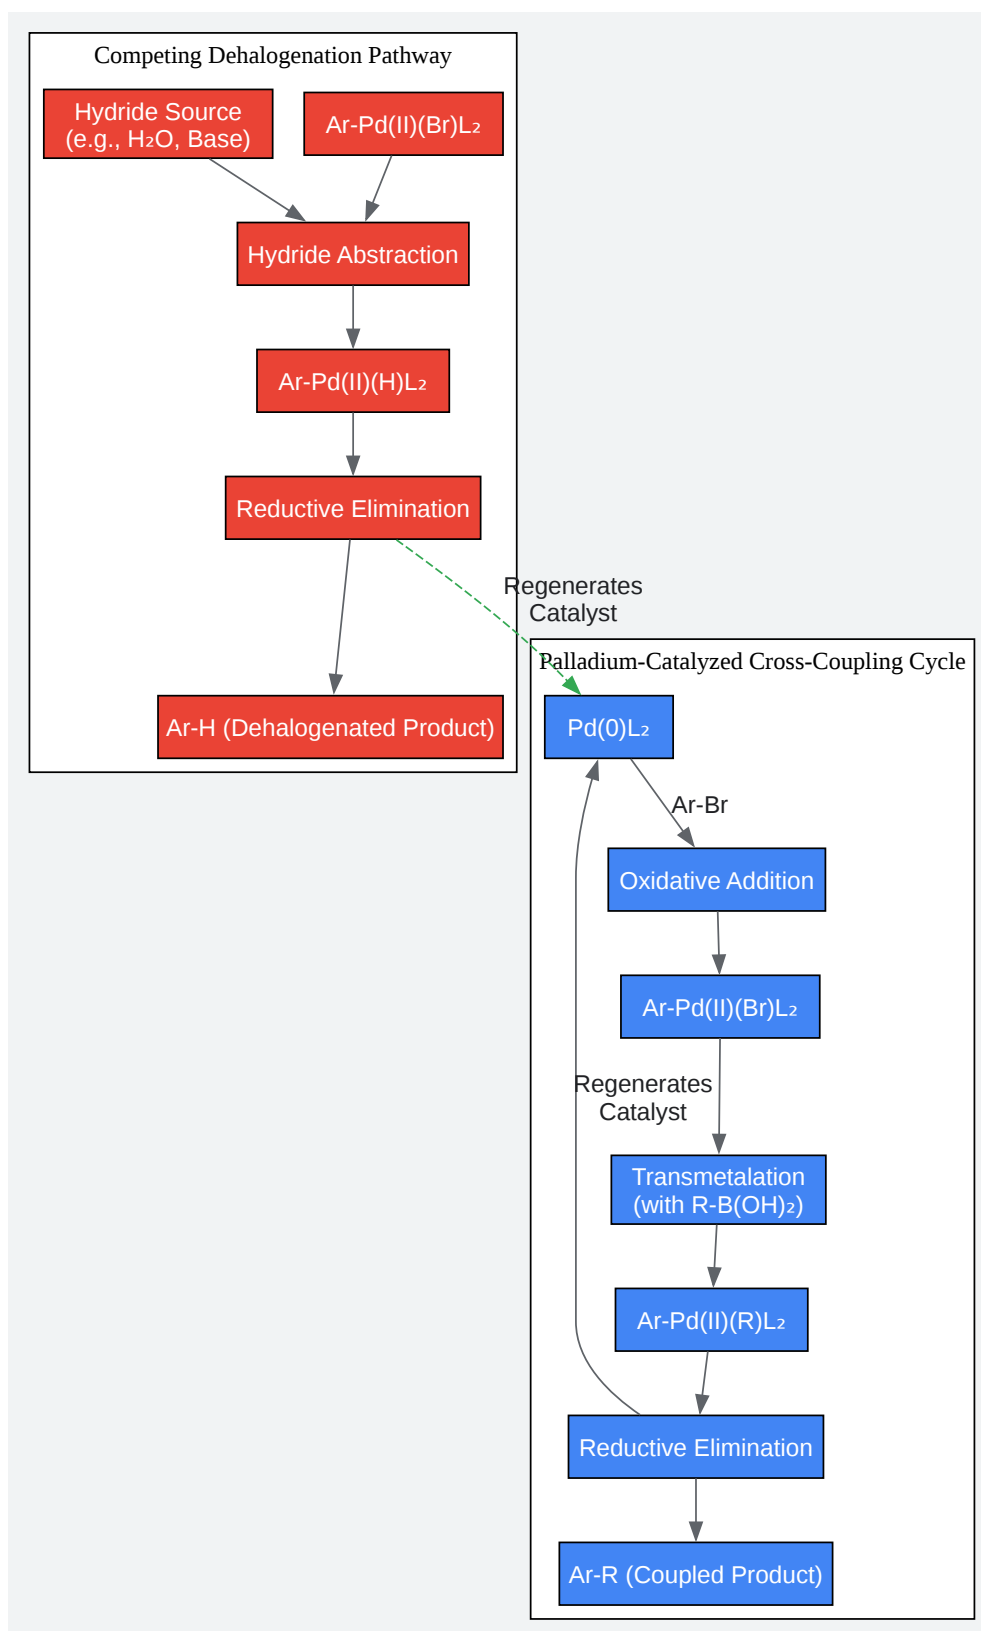 Competing Dehalogenation Pathway
Hydride Source
(e.g., H₂O, Base)
Ar-Pd(II)(Br)L₂
Hydride Abstraction
Ar-Pd(II)(H)L₂
Reductive Elimination
Regenerates
Catalyst
Ar-H (Dehalogenated Product)
Palladium-Catalyzed Cross-Coupling Cycle
Pd(0)L₂
Ar-Br
Oxidative Addition
Ar-Pd(II)(Br)L₂
Regenerates
Catalyst
Transmetalation
(with R-B(OH)₂)
Ar-Pd(II)(R)L₂
Reductive Elimination
Ar-R (Coupled Product)